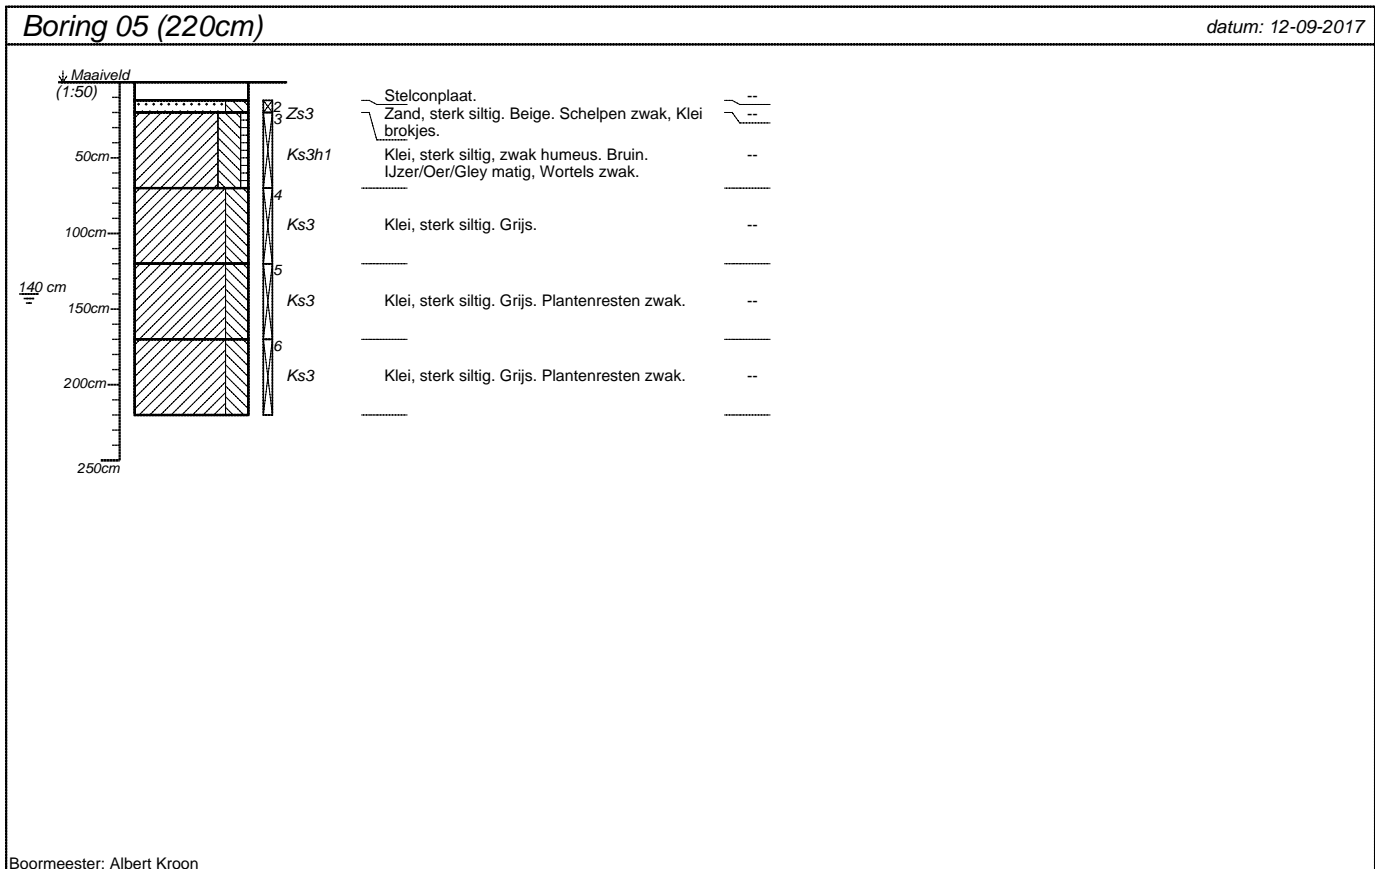 Boring 05 (220cm)
datum: 12-09-2017
Maaiveld
(1:50)
Stelconplaat.
--
2
Zs3
Zand, sterk siltig. Beige. Schelpen zwak, Klei
brokjes.
--
3
50cm
Ks3h1
Klei, sterk siltig, zwak humeus. Bruin.
IJzer/Oer/Gley matig, Wortels zwak.
--
4
100cm
Ks3
Klei, sterk siltig. Grijs.
--
5
140 cm
150cm
Ks3
Klei, sterk siltig. Grijs. Plantenresten zwak.
--
6
200cm
Ks3
Klei, sterk siltig. Grijs. Plantenresten zwak.
--
250cm
Boormeester: Albert Kroon